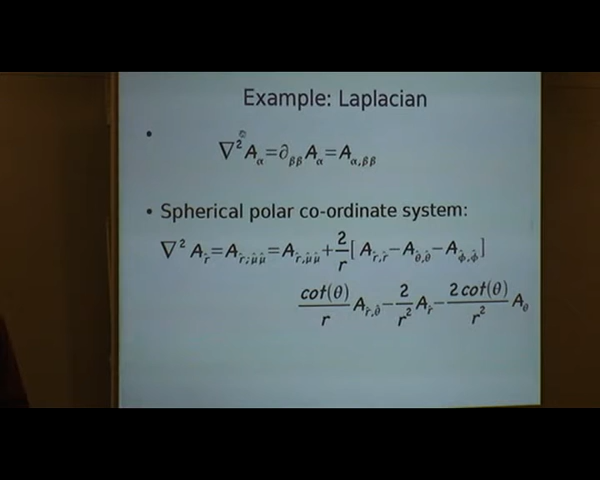 Example: Laplacian
• ∇²A_α=∂_ββ A_α=A_α,ββ
• Spherical polar co-ordinate system:
∇² A_r̂=A_r̂;μ̂μ̂=A_r̂,μ̂μ̂+2/r[ A_r̂,r̂−A_θ̂,θ̂−A_ϕ̂,ϕ̂]
cot(θ)/r A_r̂,θ̂−2/r² A_r̂−2cot(θ)/r² A_θ